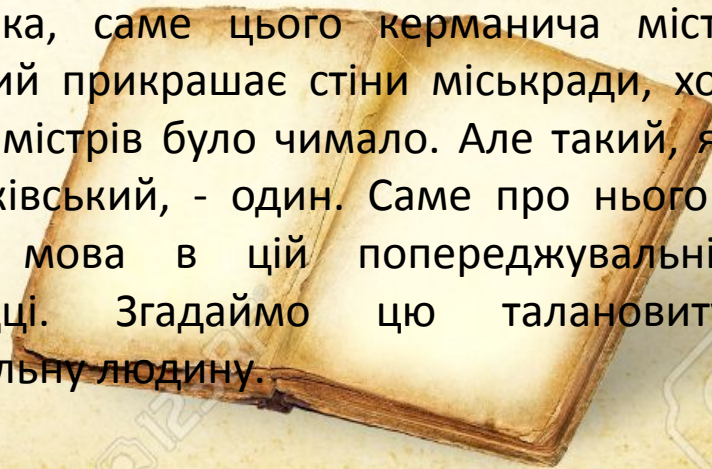 ка, саме цього керманича міст
ий прикрашає стіни міськради, хо
містрів було чимало. Але такий, я
ківський, - один. Саме про нього
мова в цій попереджувальні
ці. Згадаймо цю талановит
льну людину.
123